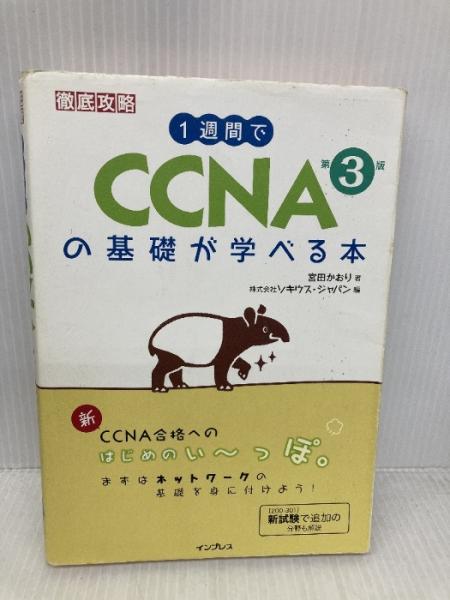 徹底攻略
1週間で
CCNA 第3版
の基礎が学べる本
宮田かおり 著
株式会社ソキウス・ジャパン 編
新
CCNA合格への
はじめのい〜っぽ。
まずはネットワークの
基礎を身に付けよう!
[200-301]
新試験で追加の
分野も解説
インプレス